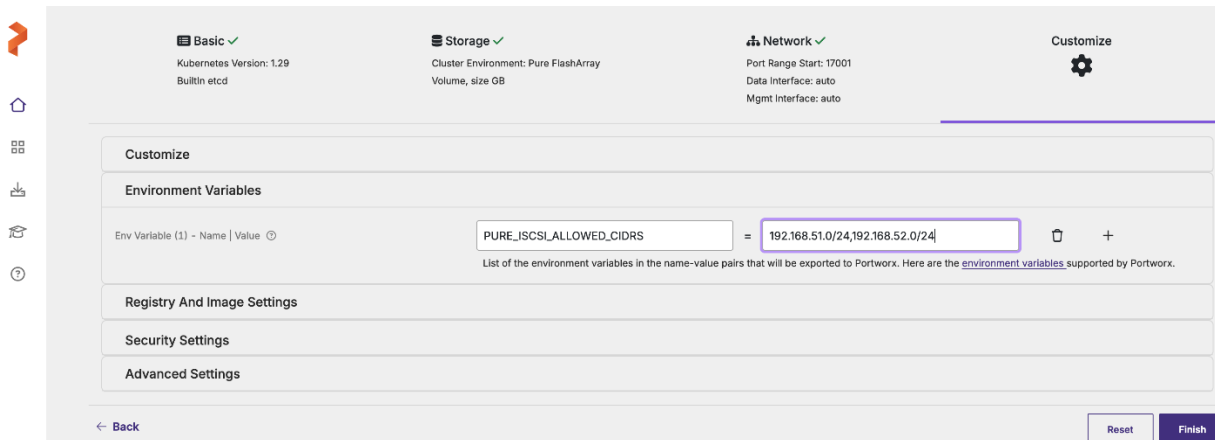 Basic
Kubernetes Version: 1.29
BuiltIn etcd
Storage
Cluster Environment: Pure FlashArray
Volume, size GB
Network
Port Range Start: 17001
Data Interface: auto
Mgmt Interface: auto
Customize
Customize
Environment Variables
Env Variable (1) - Name | Value
PURE_ISCSI_ALLOWED_CIDRS = 192.168.51.0/24,192.168.52.0/24
List of the environment variables in the name-value pairs that will be exported to Portworx. Here are the environment variables supported by Portworx.
Registry And Image Settings
Security Settings
Advanced Settings
← Back
Reset
Finish